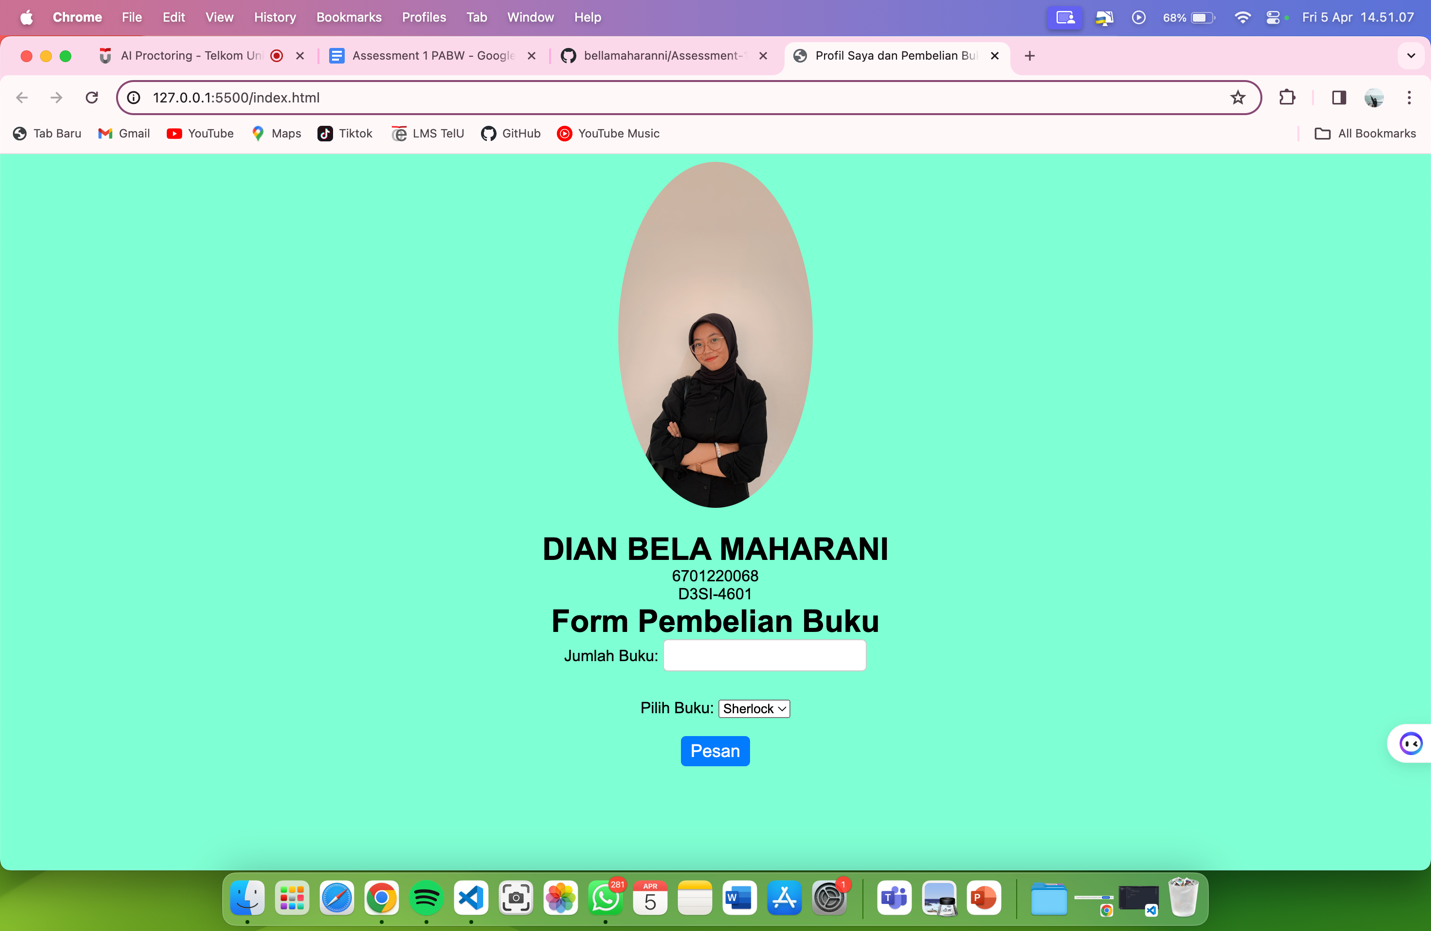 Chrome File Edit View History Bookmarks Profiles Tab Window Help 68% Fri 5 Apr 14.51.07
AI Proctoring - Telkom Uni Assessment 1 PABW - Google bellamaharanni/Assessment- Profil Saya dan Pembelian Bu
127.0.0.1:5500/index.html
Tab Baru Gmail YouTube Maps Tiktok LMS TelU GitHub YouTube Music All Bookmarks
DIAN BELA MAHARANI
6701220068
D3SI-4601
Form Pembelian Buku
Jumlah Buku:
Pilih Buku: Sherlock
Pesan
281 APR 5 W 1 T P